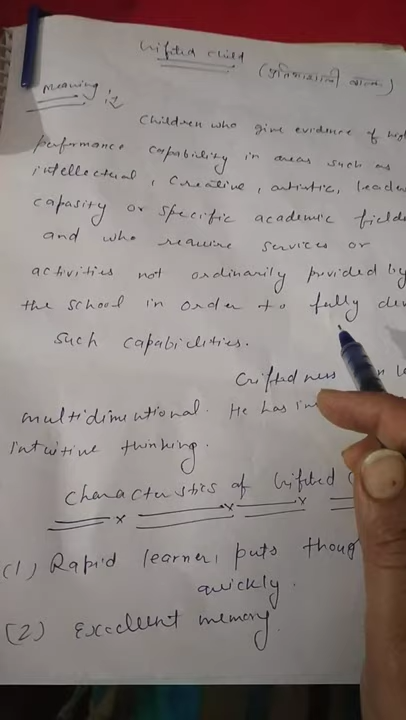 Gifted child
(प्रतिभाशाली बालक)
Meaning :-
Children who give evidence of high
performance capability in areas such as
intellectual, creative, artistic, leade
capasity or specific academic fields
and who require services or
activities not ordinarily provided by
the school in order to fully dev
such capabilities.
Giftedness
multidimentional. He has in
intuitive thinking.
Characteristics of Gifted C
(1) Rapid learner, puts thoug
quickly.
(2) Excellent memory.